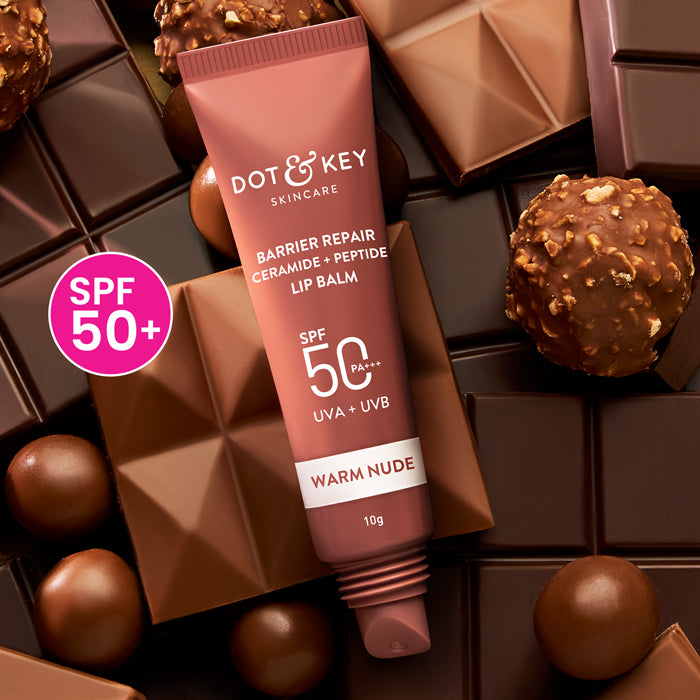 DOT & KEY
SKINCARE
BARRIER REPAIR
CERAMIDE + PEPTIDE
LIP BALM
SPF
50
PA+++
UVA + UVB
WARM NUDE
10g
SPF
50+